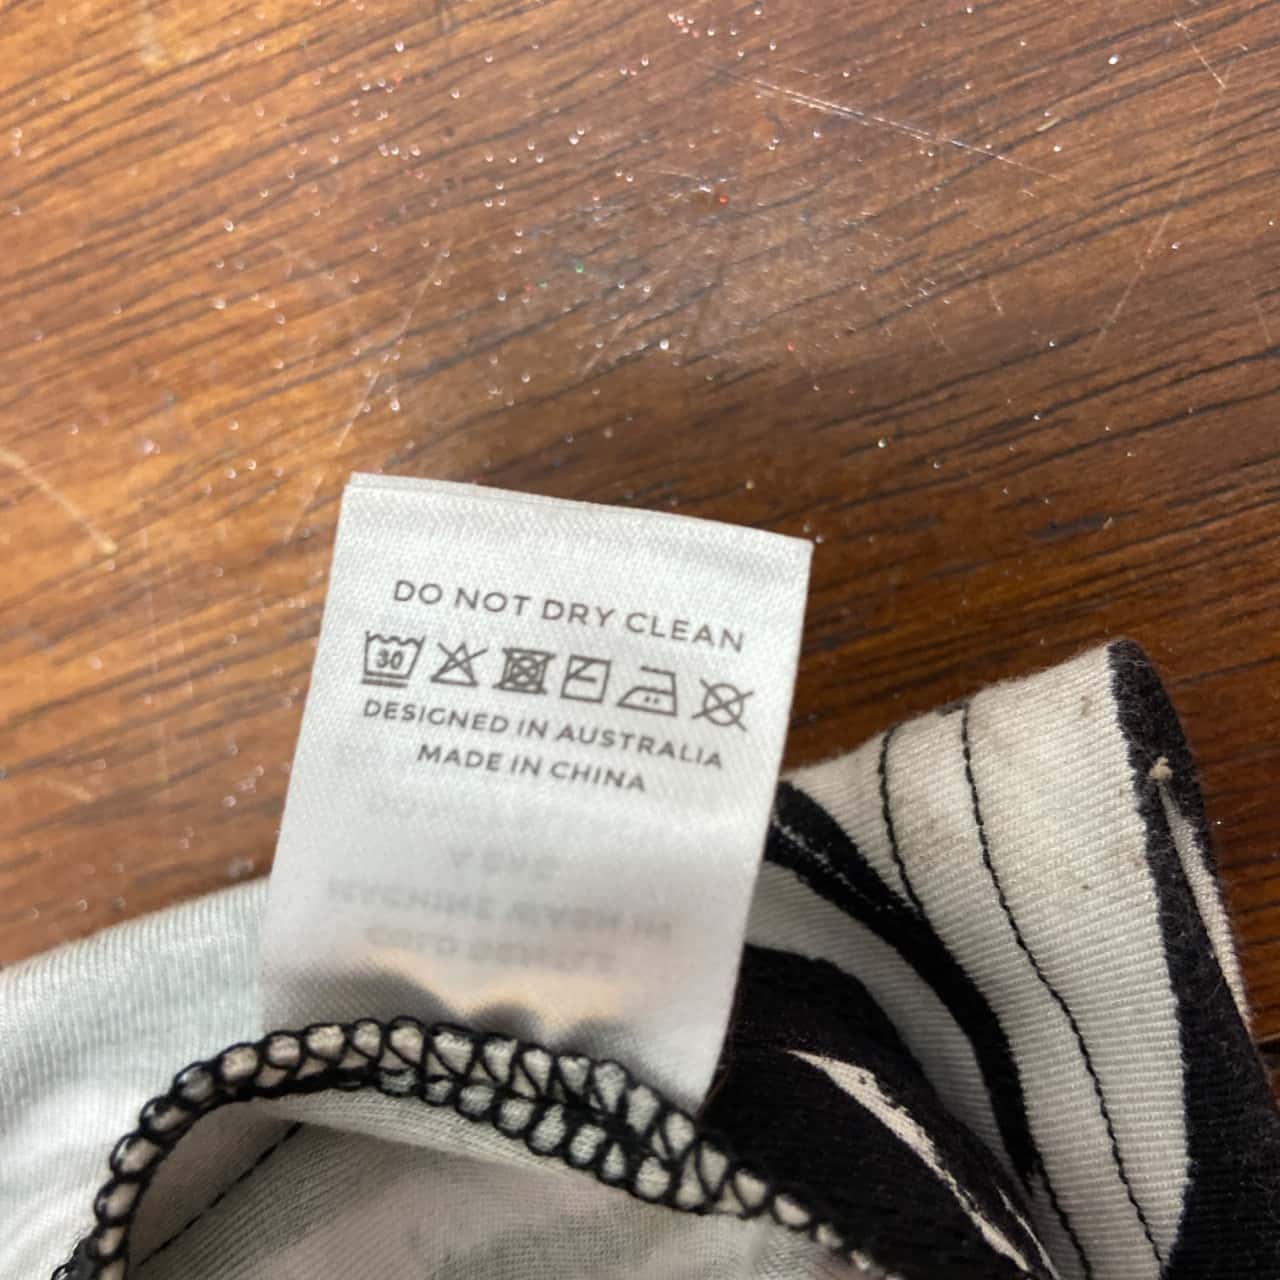 DO NOT DRY CLEAN
30
DESIGNED IN AUSTRALIA
MADE IN CHINA